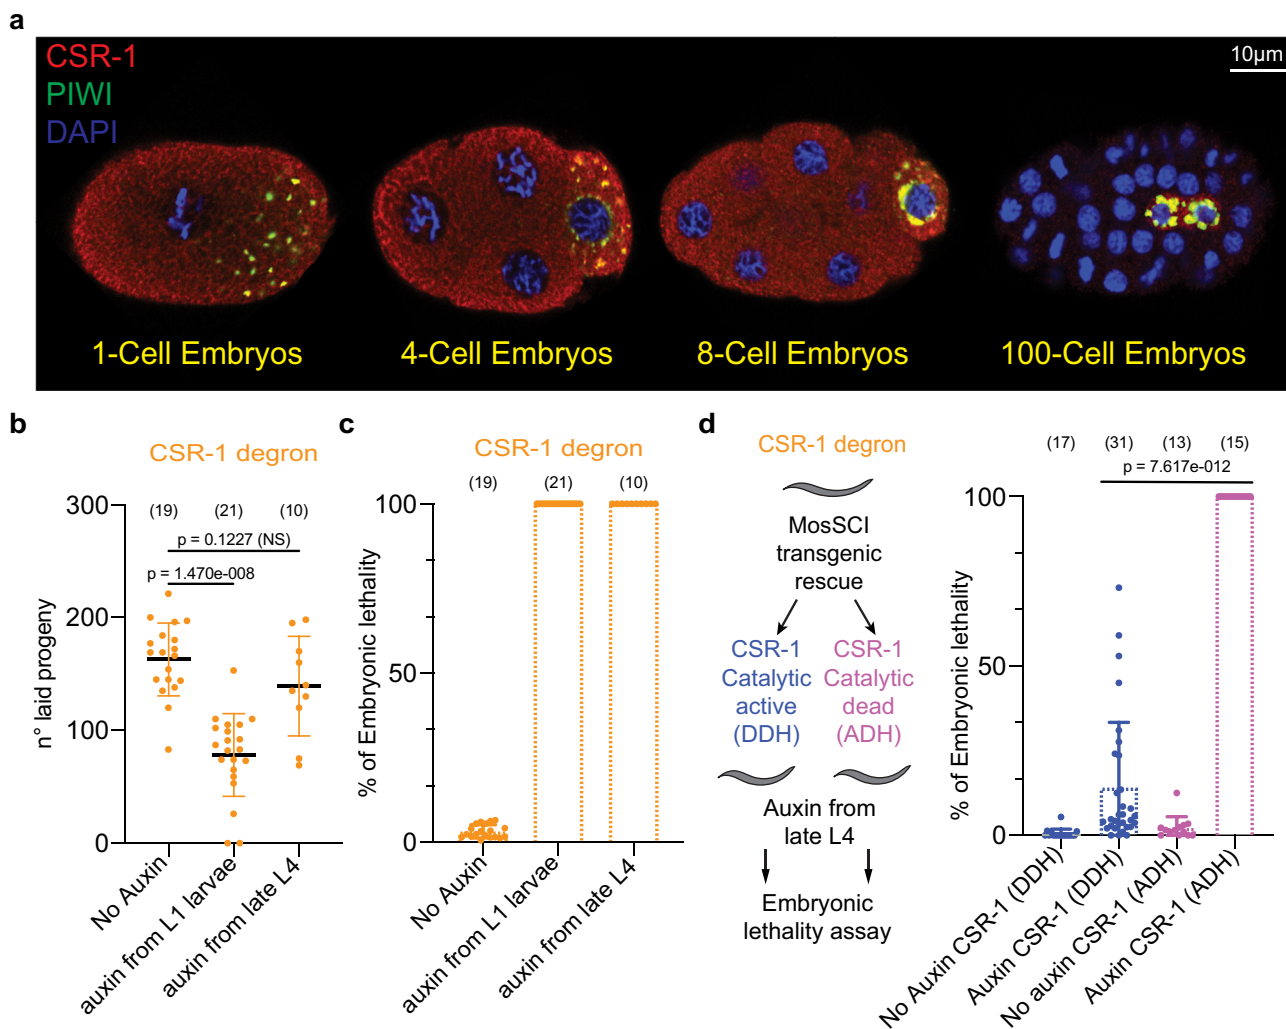 a
CSR-1
PIWI
DAPI
10µm
1-Cell Embryos
4-Cell Embryos
8-Cell Embryos
100-Cell Embryos
b
CSR-1 degron
300
200
100
0
n° laid progeny
(19)
(21)
(10)
p = 0.1227 (NS)
p = 1.470e-008
No Auxin
auxin from L1 larvae
auxin from late L4
c
CSR-1 degron
(19)
(21)
(10)
100
50
0
% of Embryonic lethality
No Auxin
auxin from L1 larvae
auxin from late L4
d
CSR-1 degron
MosSCI
transgenic
rescue
CSR-1
Catalytic
active
(DDH)
CSR-1
Catalytic
dead
(ADH)
Auxin from
late L4
Embryonic
lethality assay
(17)
(31)
(13)
(15)
p = 7.617e-012
100
50
0
% of Embryonic lethality
No Auxin CSR-1 (DDH)
Auxin CSR-1 (DDH)
No auxin CSR-1 (ADH)
Auxin CSR-1 (ADH)